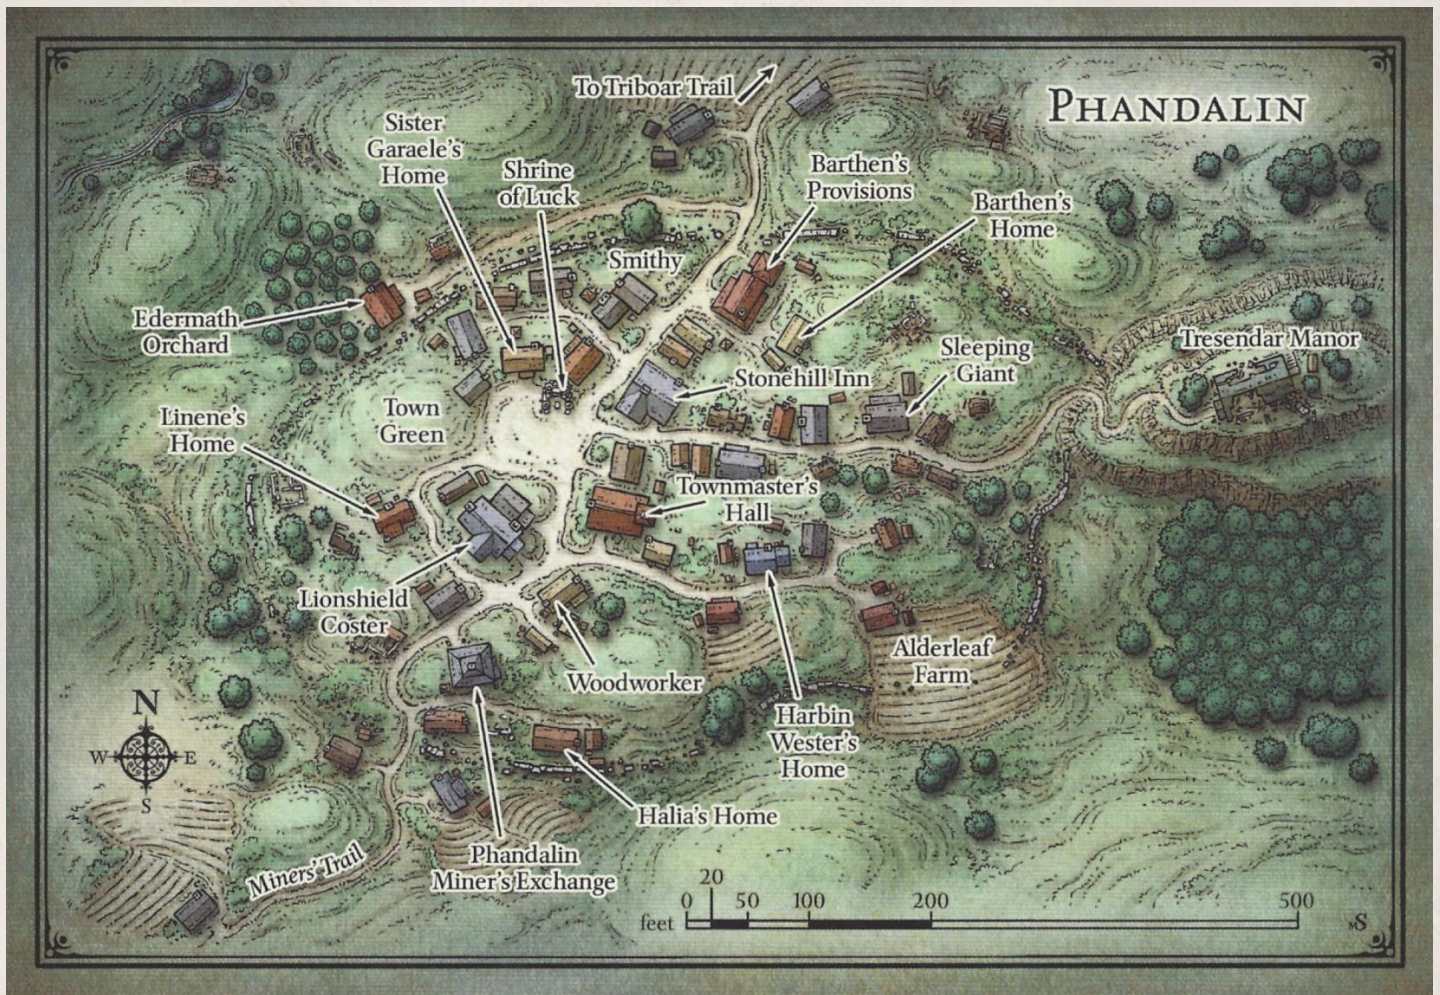 To Triboar Trail
PHANDALIN
Sister
Garaele's
Home
Shrine
of Luck
Barthen's
Provisions
Barthen's
Home
Smithy
Edermath
Orchard
Tresendar Manor
Sleeping
Giant
Stonehill Inn
Town
Green
Linene's
Home
Townmaster's
Hall
Lionshield
Coster
Woodworker
Alderleaf
Farm
Harbin
Wester's
Home
N
W
E
S
Halia's Home
Phandalin
Miner's Exchange
Miners' Trail
20
0 50 100 200 500
feet